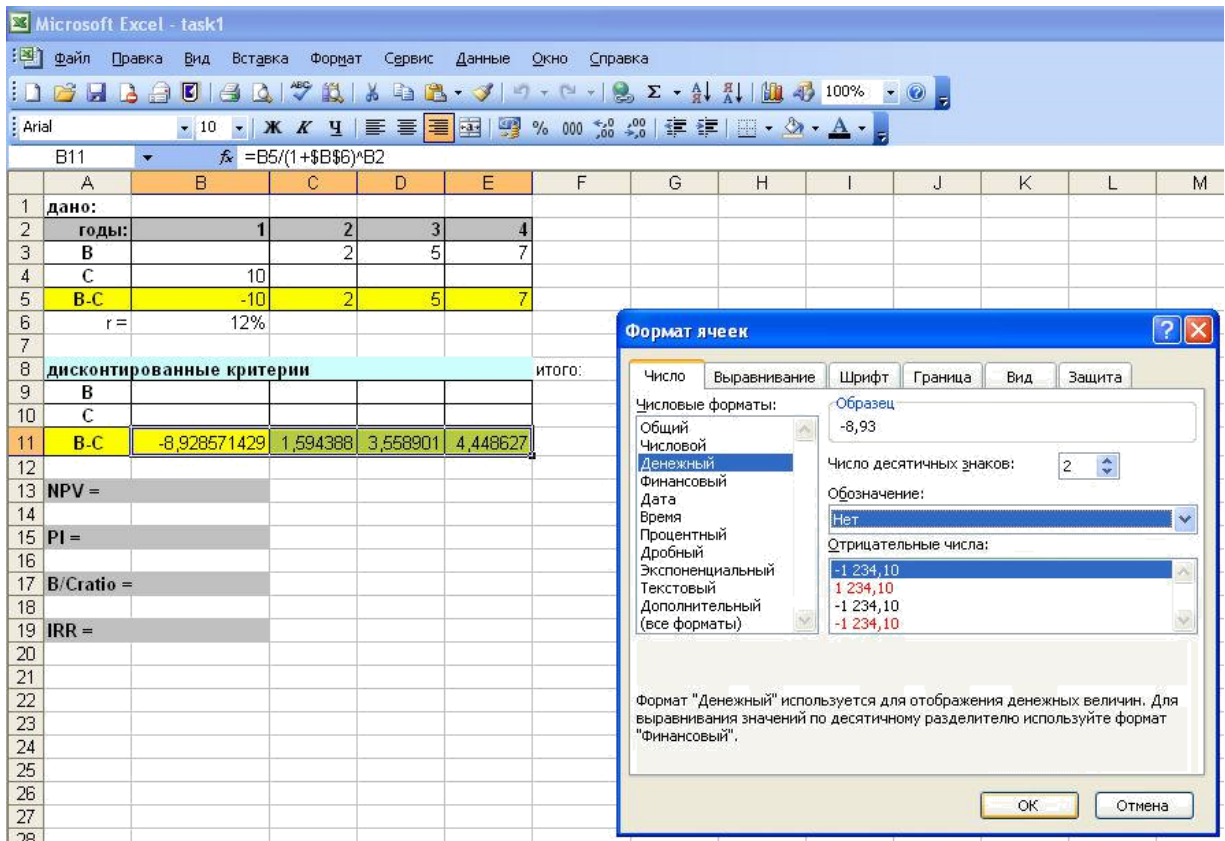 Microsoft Excel - task1
Файл Правка Вид Вставка Формат Сервис Данные Окно Справка
100%
Arial 10 Ж К Ч % 000
B11 fx =B5/(1+$B$6)^B2
A B C D E F G H I J K L M
1 дано:
2 годы: 1 2 3 4
3 B 2 5 7
4 C 10
5 B-C -10 2 5 7
6 r = 12%
7
8 дисконтированные критерии итого:
9 B
10 C
11 B-C -8,928571429 1,594388 3,558901 4,448627
12
13 NPV =
14
15 PI =
16
17 B/Cratio =
18
19 IRR =
20
21
22
23
24
25
26
27
28
Формат ячеек
Число Выравнивание Шрифт Граница Вид Защита
Числовые форматы:
Общий
Числовой
Денежный
Финансовый
Дата
Время
Процентный
Дробный
Экспоненциальный
Текстовый
Дополнительный
(все форматы)
Образец
-8,93
Число десятичных знаков: 2
Обозначение:
Нет
Отрицательные числа:
-1 234,10
1 234,10
-1 234,10
-1 234,10
Формат "Денежный" используется для отображения денежных величин. Для
выравнивания значений по десятичному разделителю используйте формат
"Финансовый".
ОК Отмена